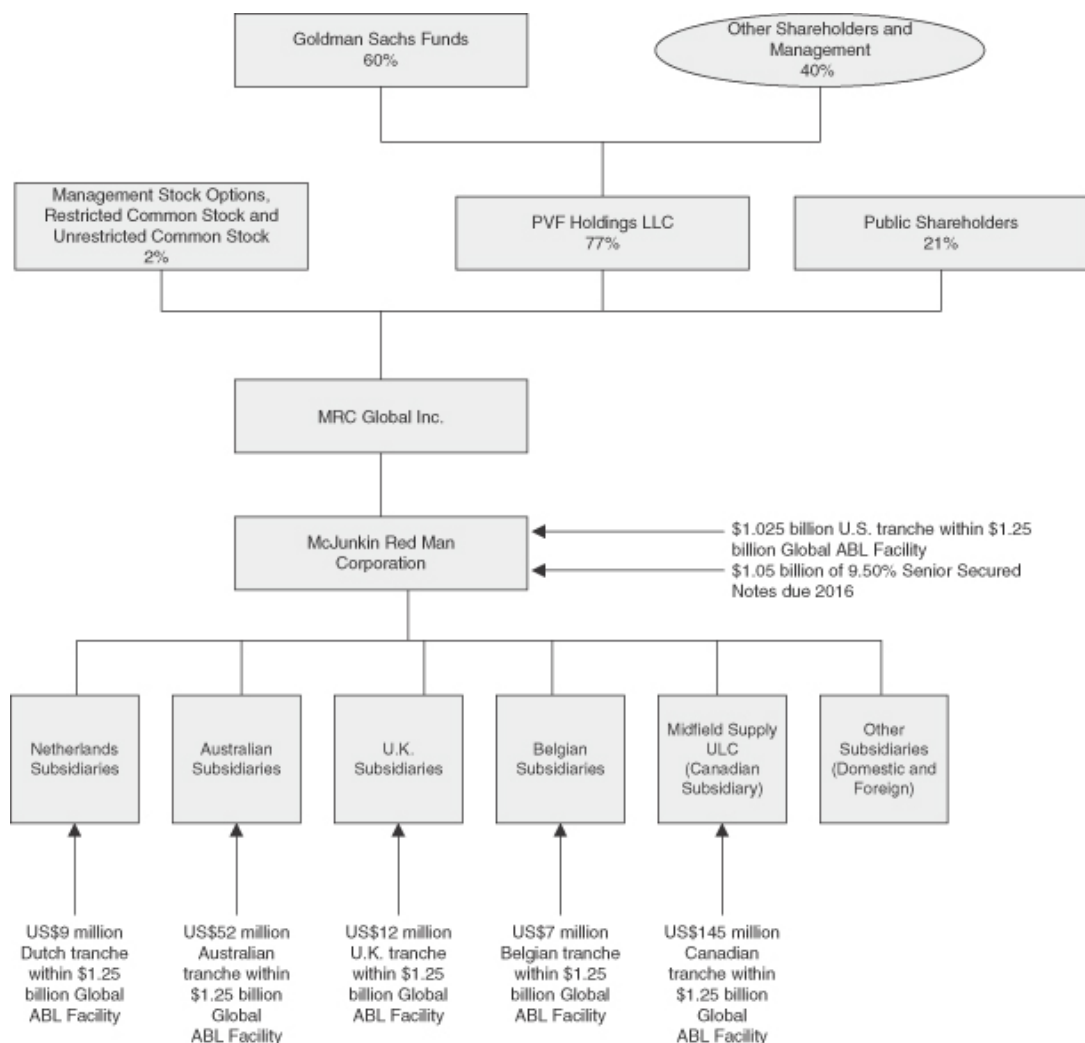 Goldman Sachs Funds
60%
Other Shareholders and
Management
40%
Management Stock Options,
Restricted Common Stock and
Unrestricted Common Stock
2%
PVF Holdings LLC
77%
Public Shareholders
21%
MRC Global Inc.
McJunkin Red Man
Corporation
$1.025 billion U.S. tranche within $1.25
billion Global ABL Facility
$1.05 billion of 9.50% Senior Secured
Notes due 2016
Netherlands
Subsidiaries
Australian
Subsidiaries
U.K.
Subsidiaries
Belgian
Subsidiaries
Midfield Supply
ULC
(Canadian
Subsidiary)
Other
Subsidiaries
(Domestic and
Foreign)
US$9 million
Dutch tranche
within $1.25
billion Global
ABL Facility
US$52 million
Australian
tranche within
$1.25 billion
Global
ABL Facility
US$12 million
U.K. tranche
within $1.25
billion Global
ABL Facility
US$7 million
Belgian tranche
within $1.25
billion Global
ABL Facility
US$145 million
Canadian
tranche within
$1.25 billion
Global
ABL Facility